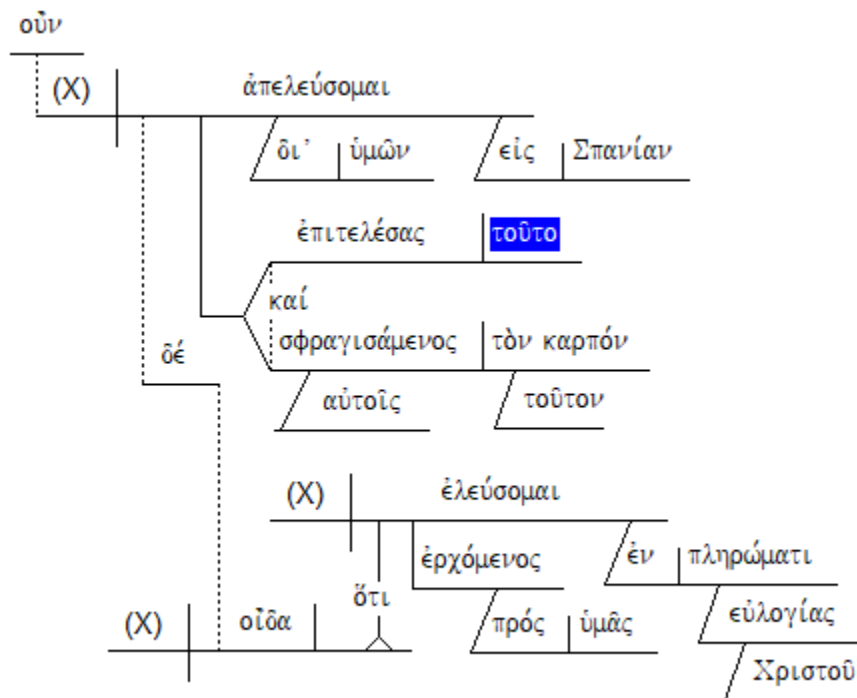 οὖν
(X) ἀπελεύσομαι
δι’ ὑμῶν εἰς Σπανίαν
ἐπιτελέσας τοῦτο
καί
σφραγισάμενος τὸν καρπόν
δέ
αὐτοῖς τοῦτον
(X) ἐλεύσομαι
ἐρχόμενος ἐν πληρώματι
ὅτι
(X) οἶδα πρός ὑμᾶς εὐλογίας
Χριστοῦ